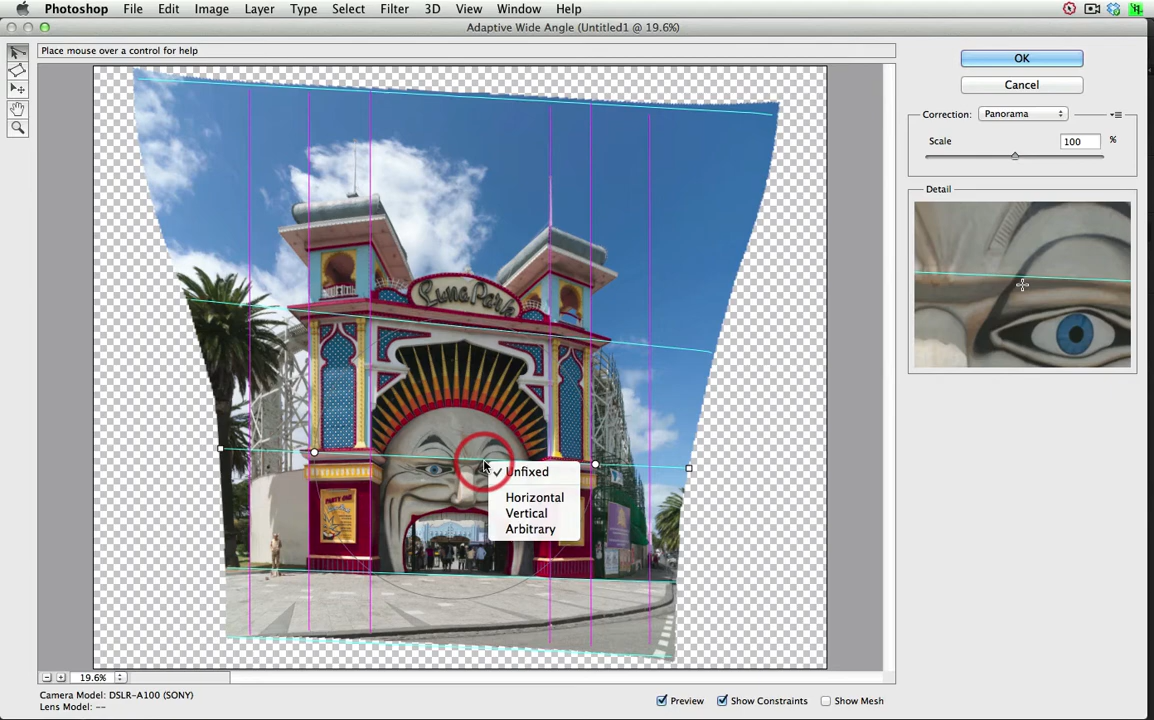 Photoshop File Edit Image Layer Type Select Filter 3D View Window Help
Adaptive Wide Angle (Untitled1 @ 19.6%)
Place mouse over a control for help
OK
Cancel
Correction: Panorama
Scale 100 %
Detail
Luna Park
✓ Unfixed
Horizontal
Vertical
Arbitrary
19.6%
Camera Model: DSLR-A100 (SONY)
Lens Model: --
Preview Show Constraints Show Mesh